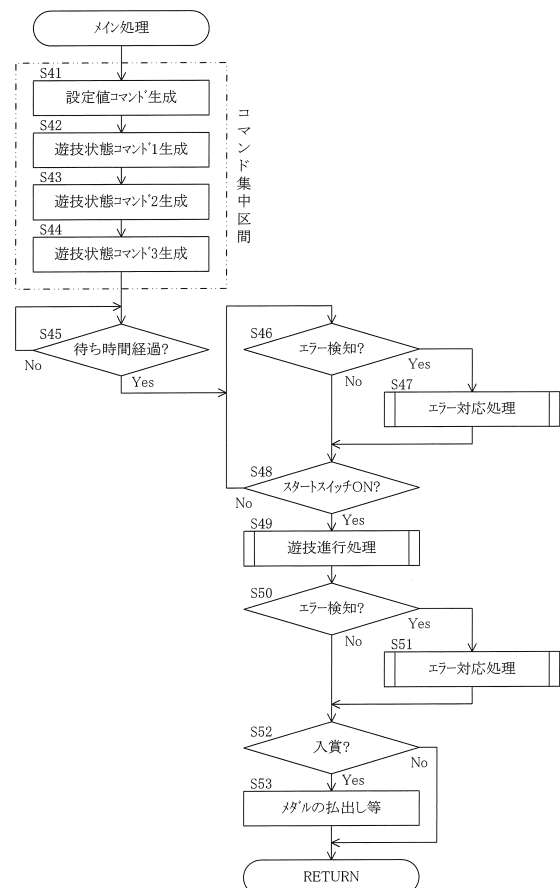 メイン処理
S41
設定値コマンド生成
S42
遊技状態コマンド1生成
S43
遊技状態コマンド2生成
S44
遊技状態コマンド3生成
コマンド集中区間
S45
待ち時間経過?
No
Yes
S46
エラー検知?
Yes
No
S47
エラー対応処理
S48
スタートスイッチON?
No
Yes
S49
遊技進行処理
S50
エラー検知?
Yes
No
S51
エラー対応処理
S52
入賞?
No
Yes
S53
メダルの払出し等
RETURN